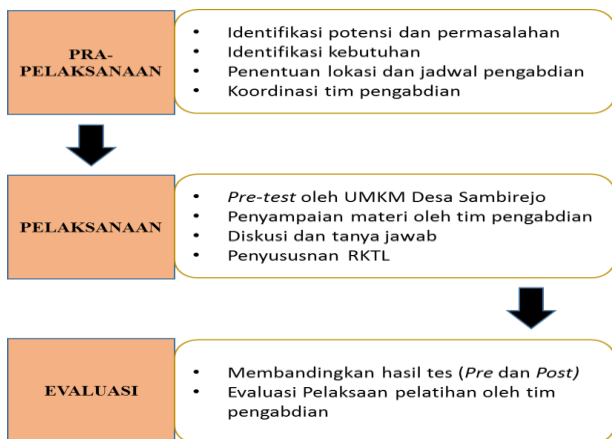 PRA-
PELAKSANAAN
• Identifikasi potensi dan permasalahan
• Identifikasi kebutuhan
• Penentuan lokasi dan jadwal pengabdian
• Koordinasi tim pengabdian
PELAKSANAAN
• Pre-test oleh UMKM Desa Sambirejo
• Penyampaian materi oleh tim pengabdian
• Diskusi dan tanya jawab
• Penyususnan RKTL
EVALUASI
• Membandingkan hasil tes (Pre dan Post)
• Evaluasi Pelaksaan pelatihan oleh tim
pengabdian